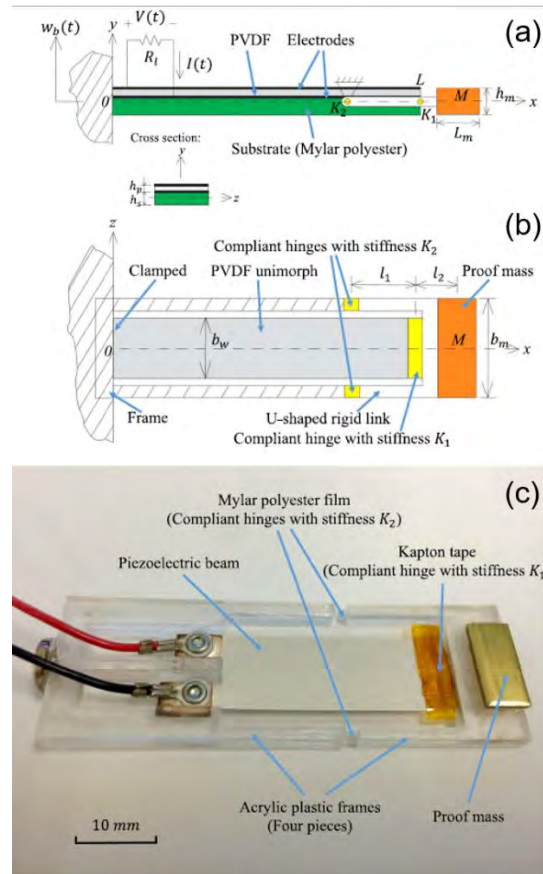 (a)
w_b(t)
y
+ V(t) −
R_l
I(t)
PVDF
Electrodes
0
K_2
L
M
h_m
K_1
L_m
x
Substrate (Mylar polyester)
Cross section:
y
h_p
h_s
z
(b)
z
Compliant hinges with stiffness K_2
Clamped
PVDF unimorph
l_1
l_2
Proof mass
0
b_w
M
b_m
x
Frame
U-shaped rigid link
Compliant hinge with stiffness K_1
(c)
Mylar polyester film
(Compliant hinges with stiffness K_2)
Piezoelectric beam
Kapton tape
(Compliant hinge with stiffness K_1
Acrylic plastic frames
(Four pieces)
Proof mass
10 mm